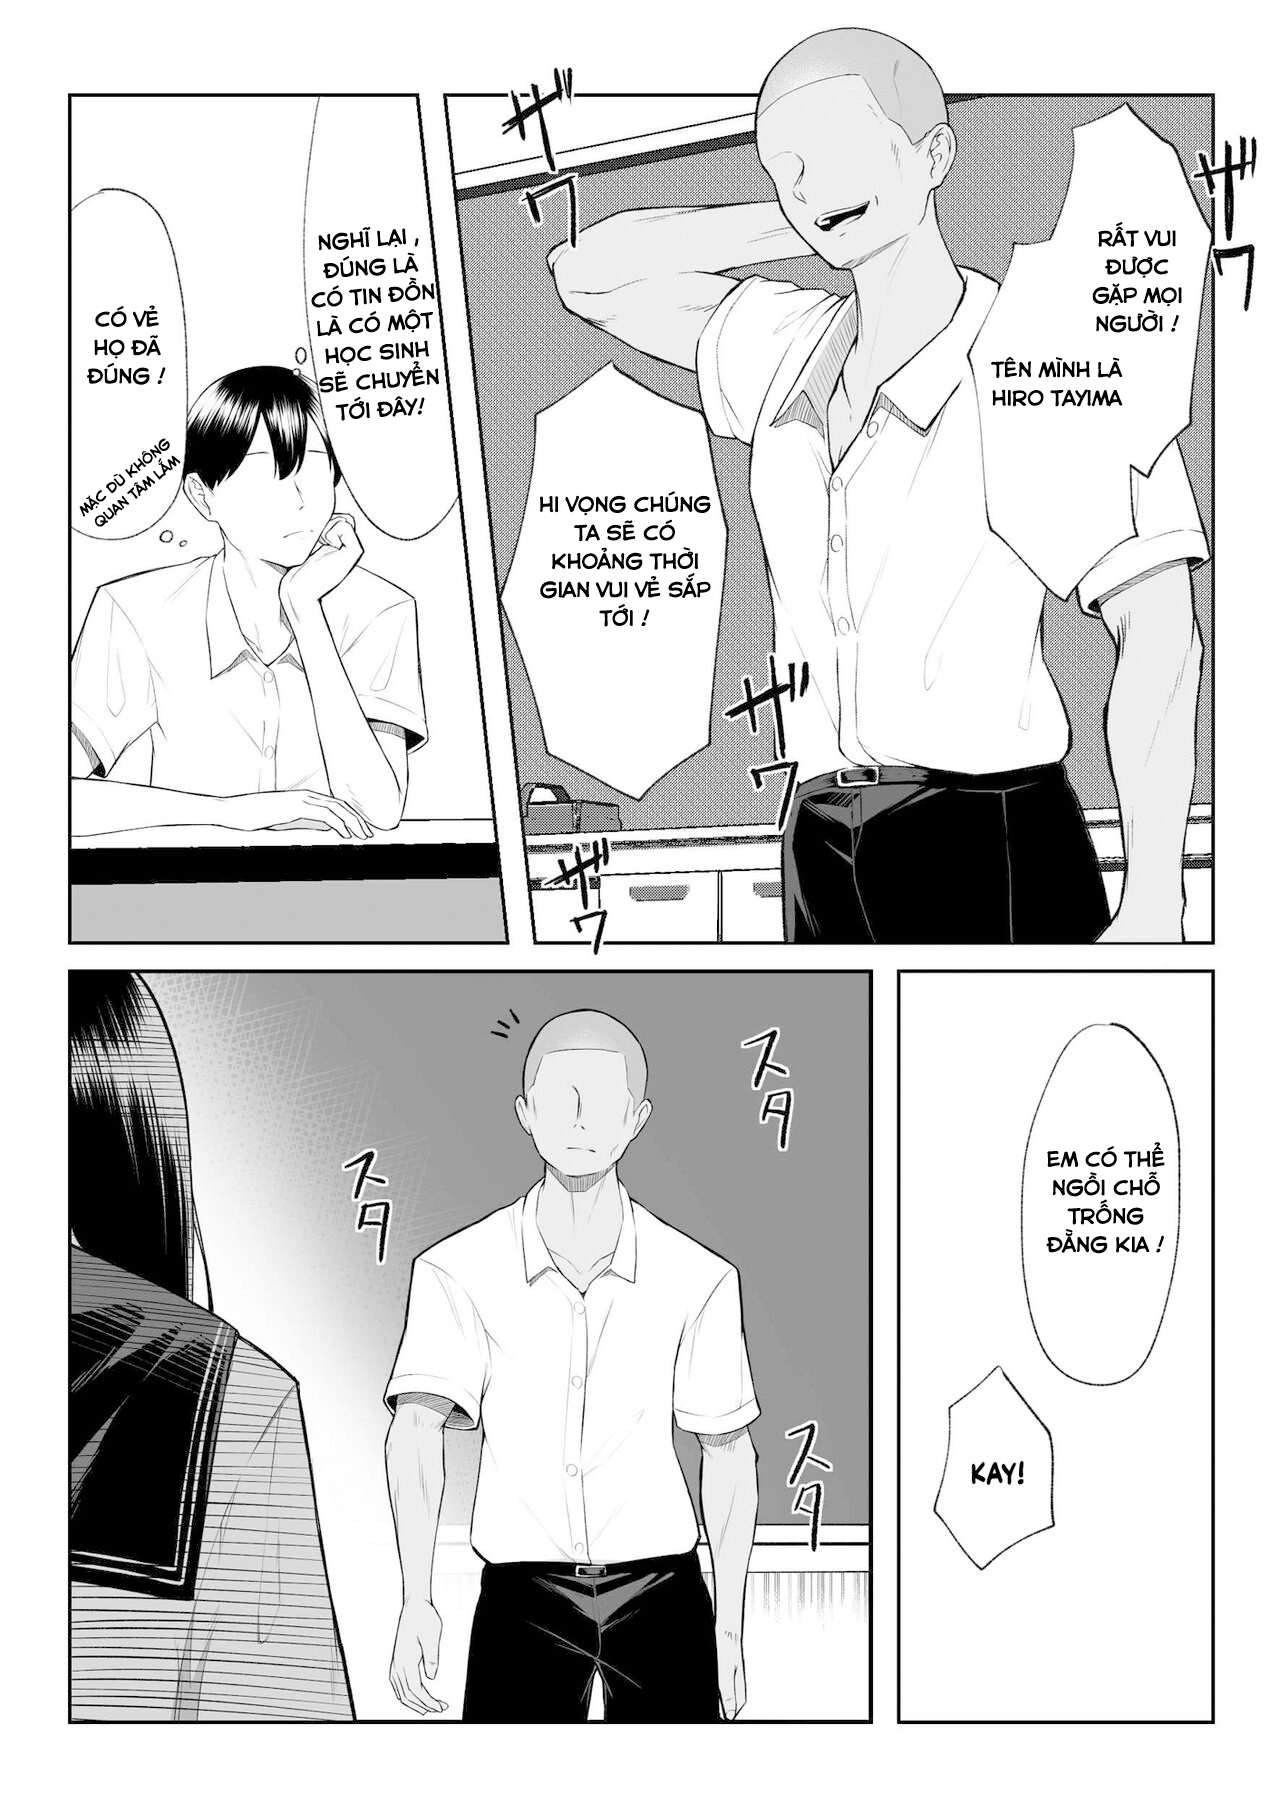 ザワ
ザワ
RẤT VUI
ĐƯỢC
GẶP MỌI
NGƯỜI !
TÊN MÌNH LÀ
HIRO TAYIMA
HI VỌNG CHÚNG
TA SẼ CÓ
KHOẢNG THỜI
GIAN VUI VẺ SẮP
TỚI !
ザワ
ザワ
NGHĨ LẠI ,
ĐÚNG LÀ
CÓ TIN ĐỒN
LÀ CÓ MỘT
HỌC SINH
SẼ CHUYỂN
TỚI ĐÂY!
CÓ VẺ
HỌ ĐÃ
ĐÚNG !
MẶC DÙ KHÔNG
QUAN TÂM LẮM
EM CÓ THỂ
NGỒI CHỖ
TRỐNG
ĐẰNG KIA !
KAY!
スタ
スタ
スタ